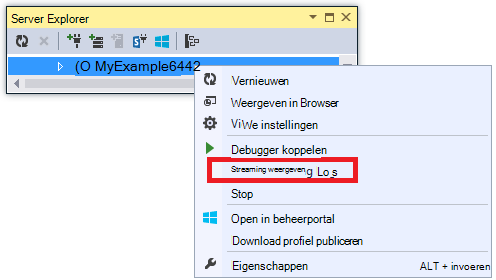 Server Explorer
(O MyExample6442
Vernieuwen
Weergeven in Browser
ViWe instellingen
Debugger koppelen
Streaming weergeven g Logs
Stop
Open in beheerportal
Download profiel publiceren
Eigenschappen ALT + invoeren